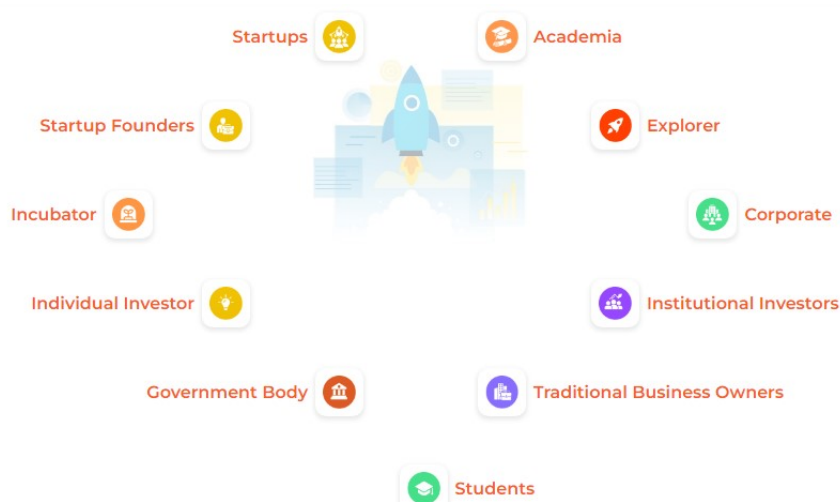 Startups
Academia
Startup Founders
Explorer
Incubator
Corporate
Individual Investor
Institutional Investors
Government Body
Traditional Business Owners
Students